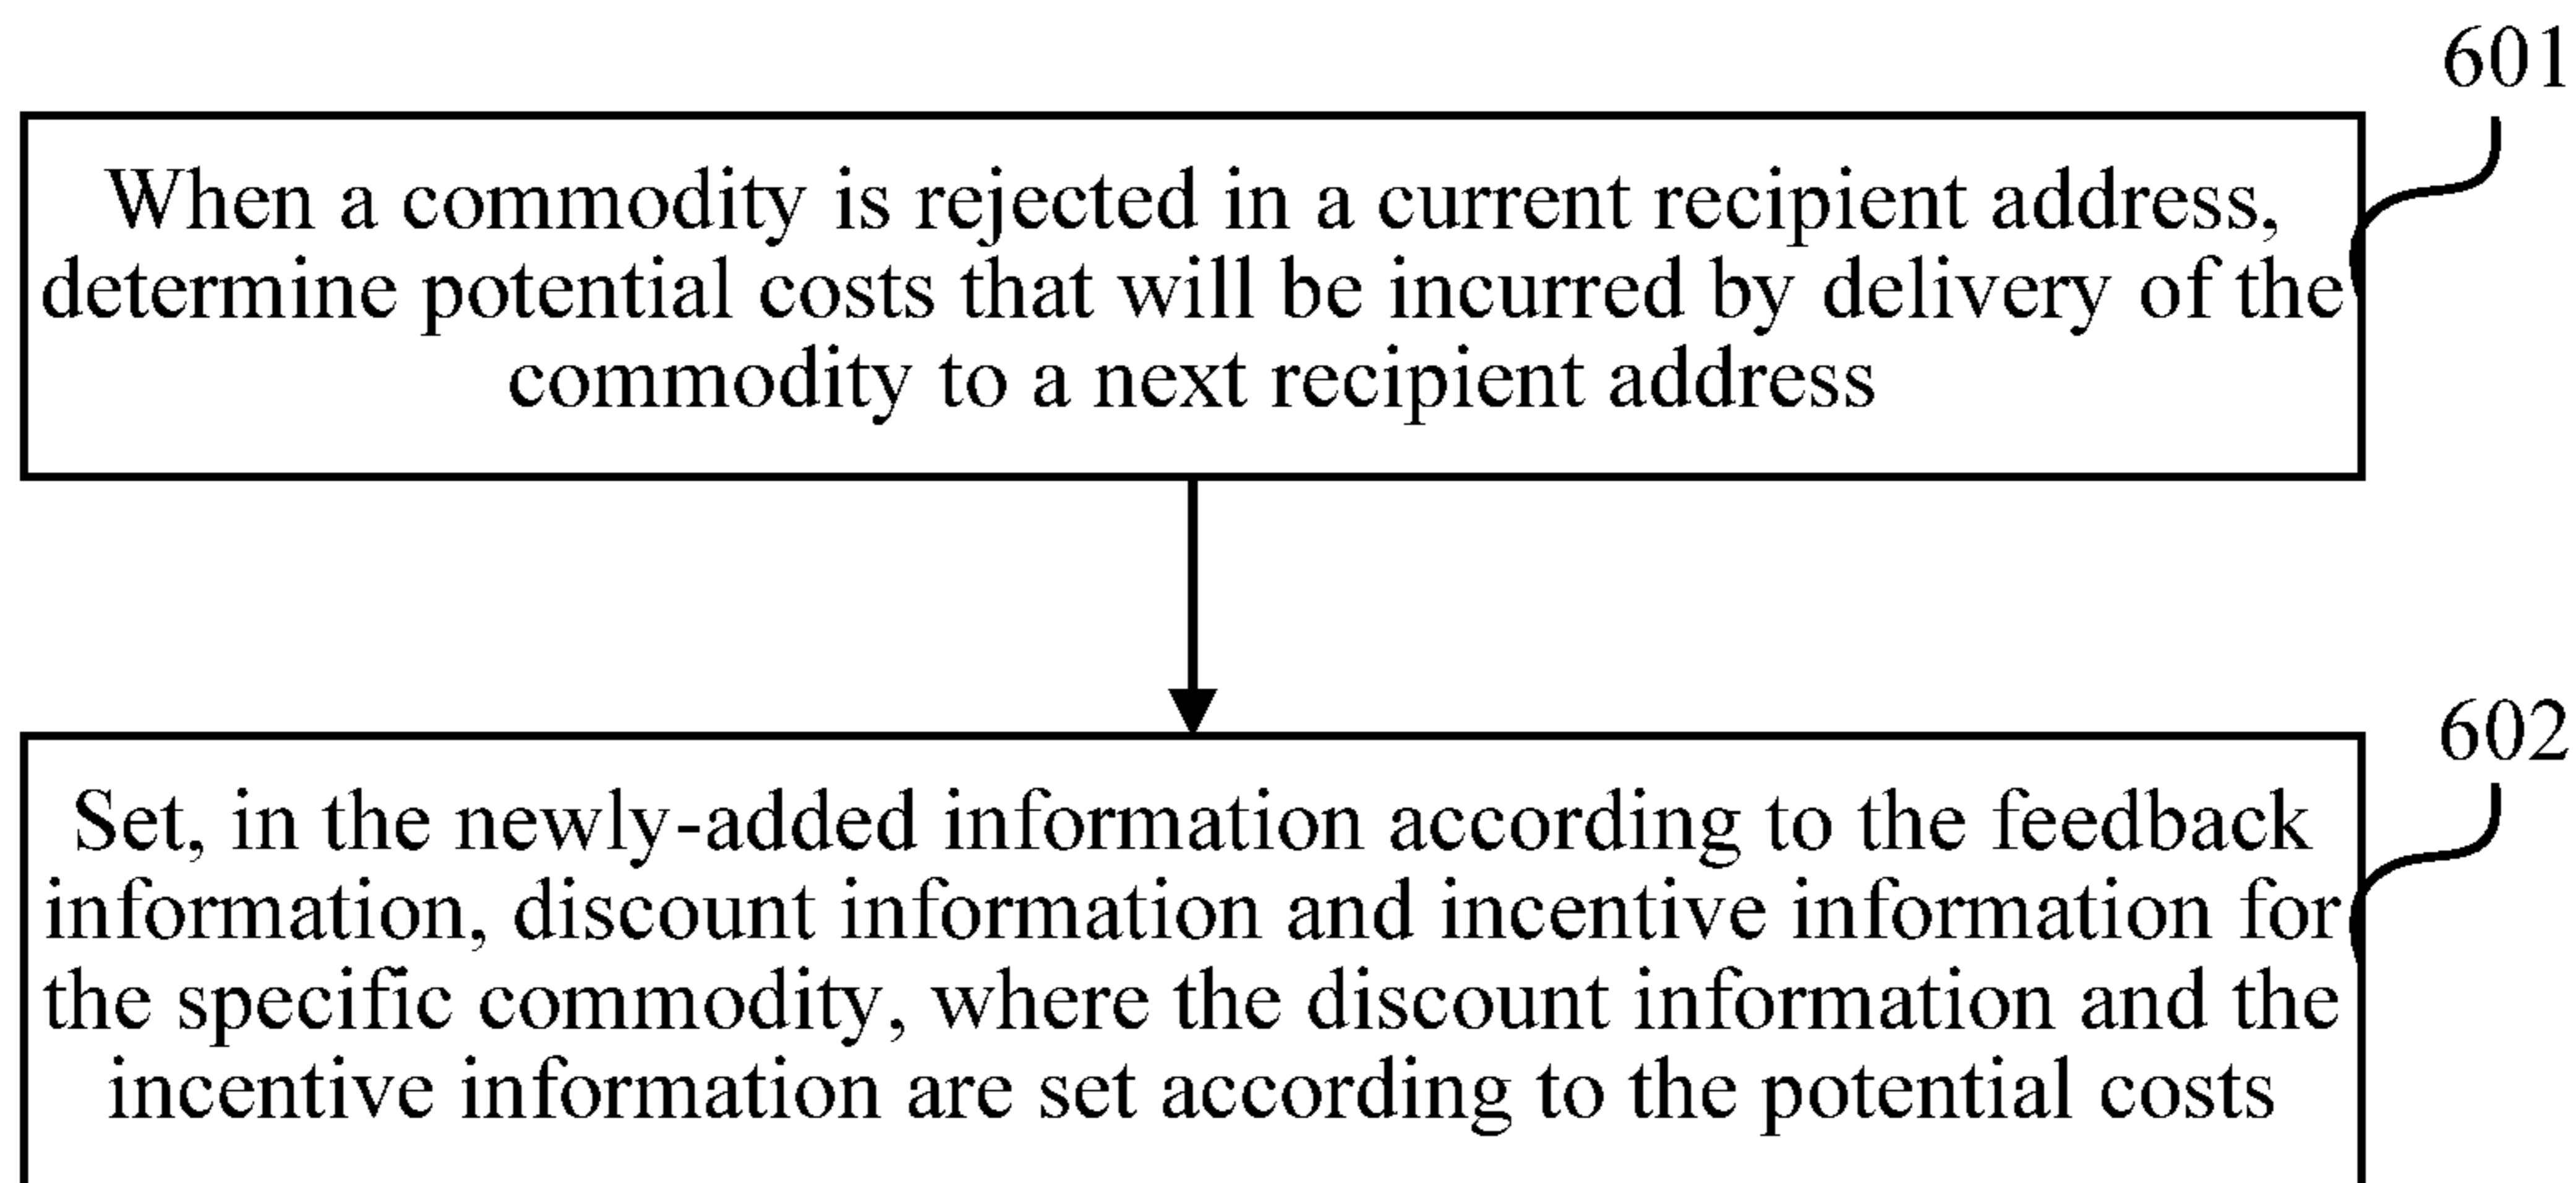 601
When a commodity is rejected in a current recipient address,
determine potential costs that will be incurred by delivery of the
commodity to a next recipient address
602
Set, in the newly-added information according to the feedback
information, discount information and incentive information for
the specific commodity, where the discount information and the
incentive information are set according to the potential costs